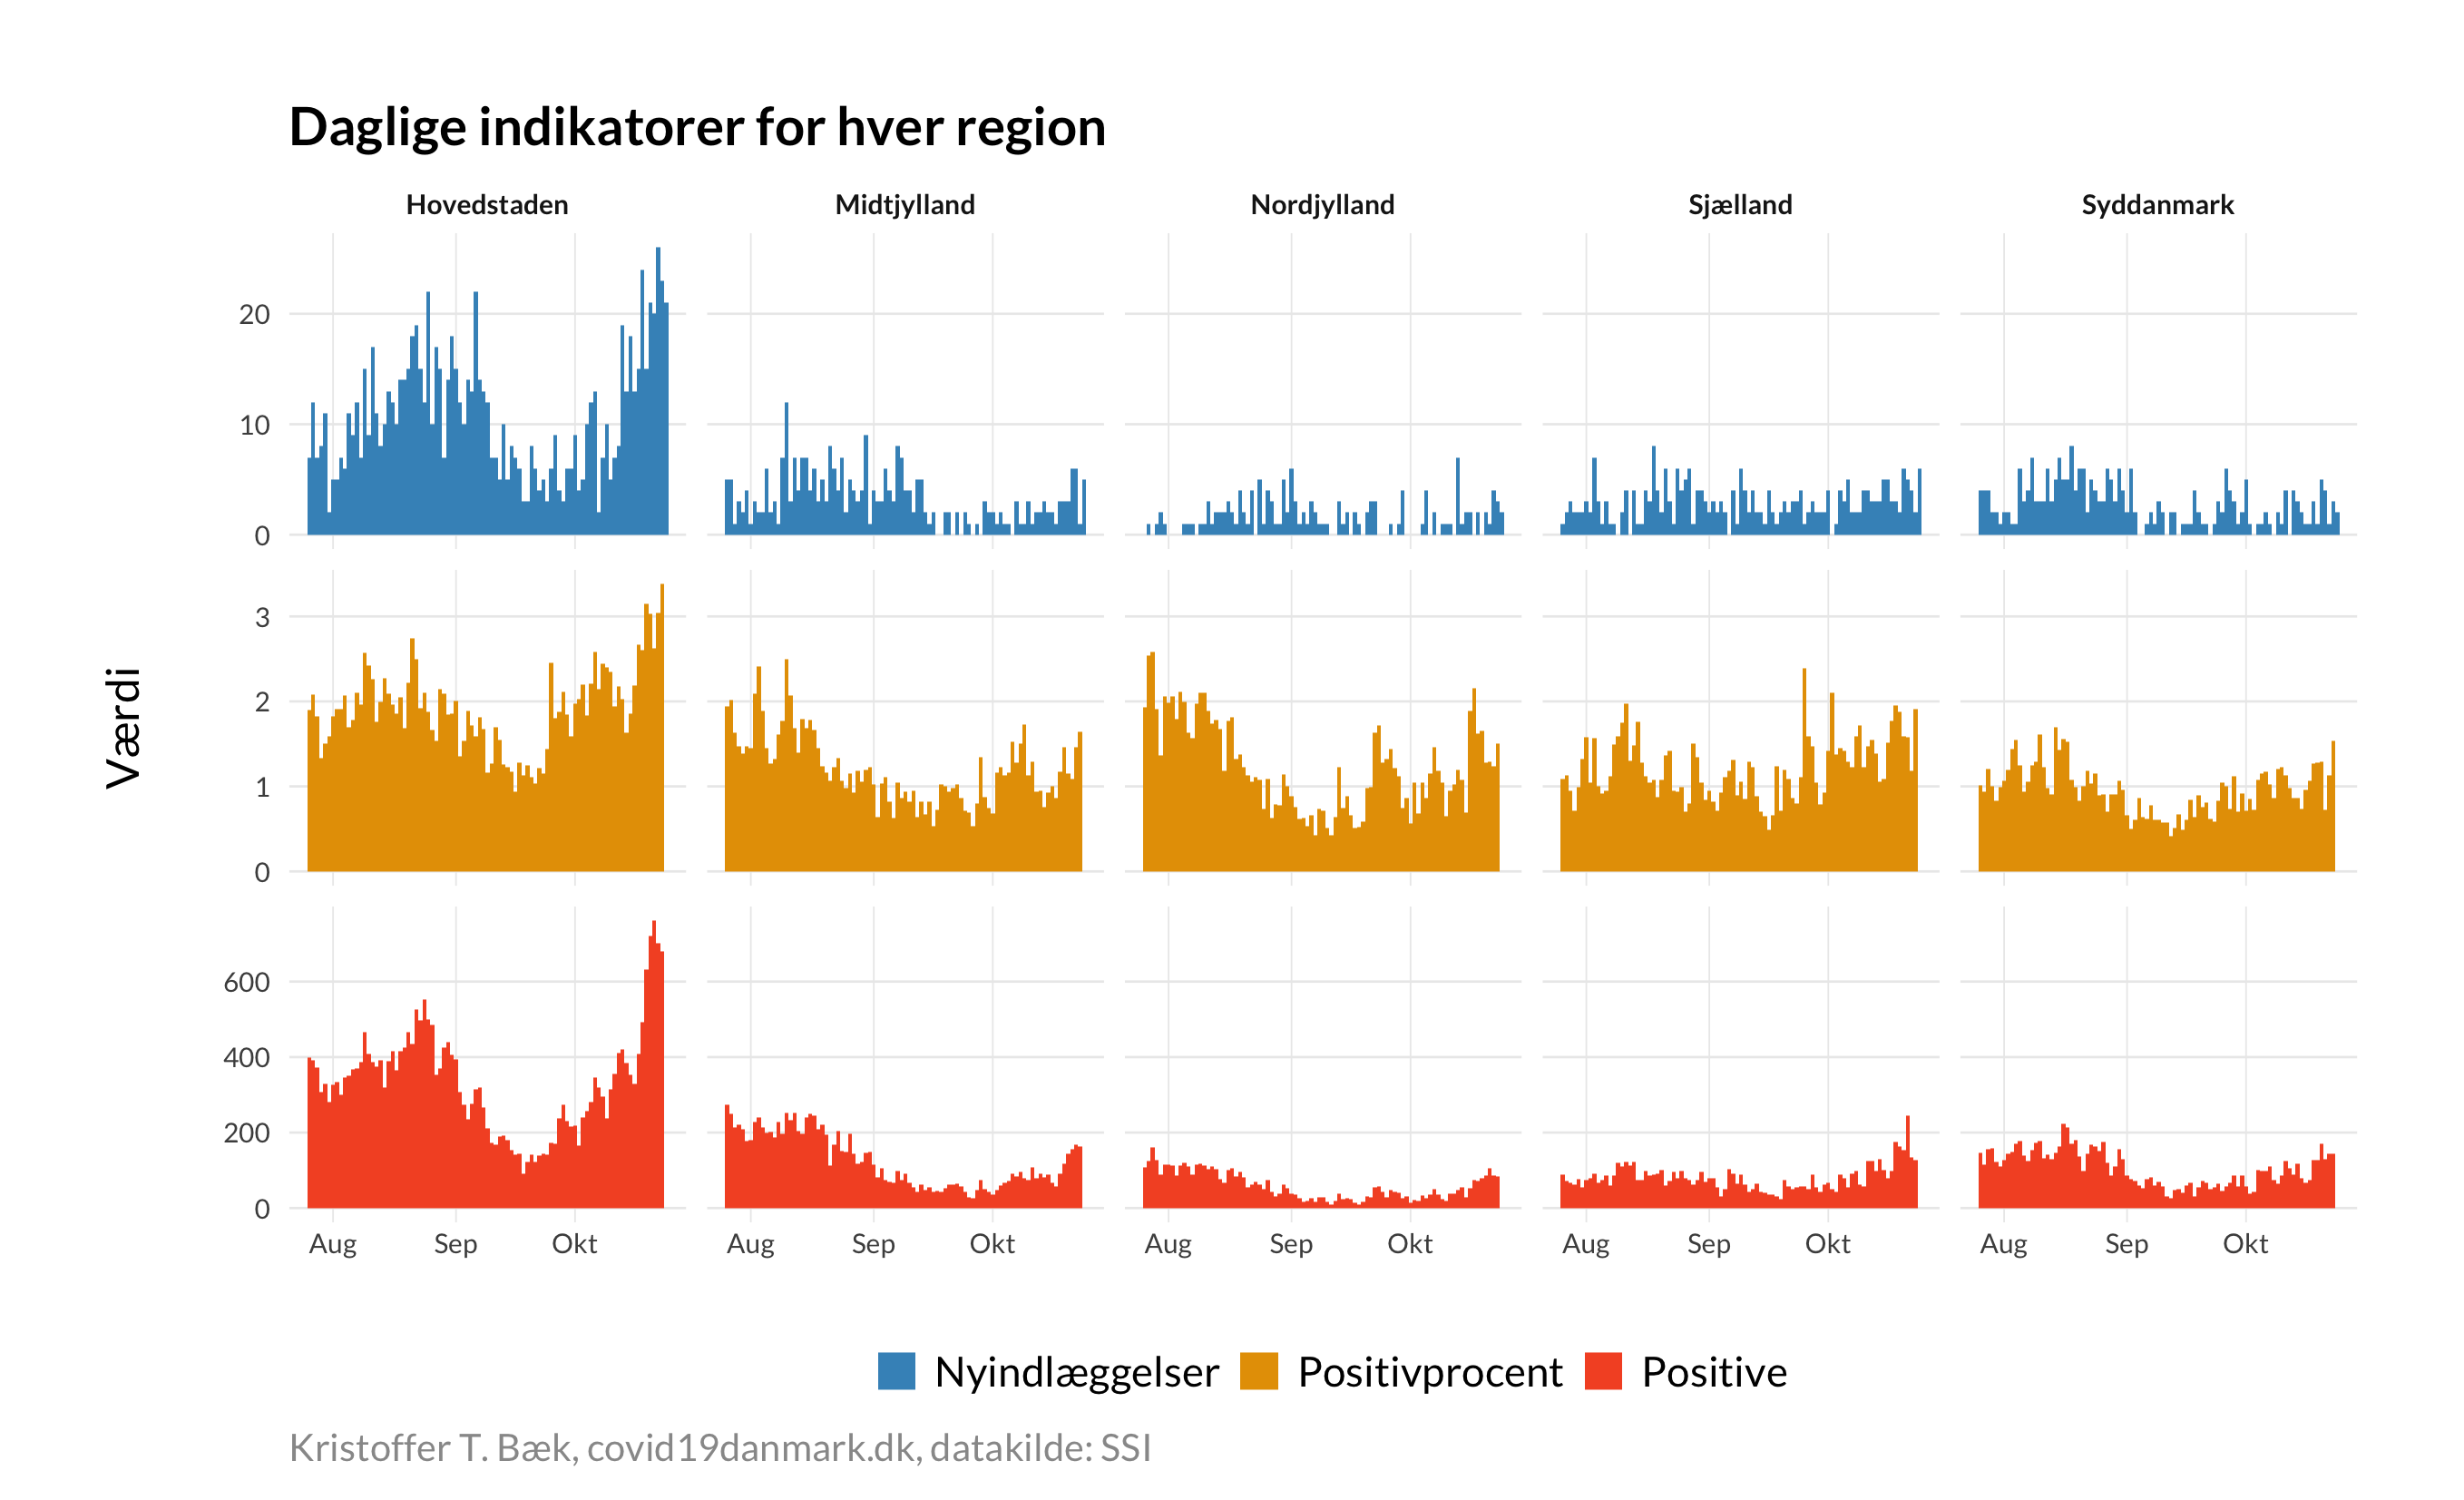 Daglige indikatorer for hver region
Hovedstaden Midtjylland Nordjylland Sjælland Syddanmark
20
10
0
3
2
1
0
600
400
200
0
Værdi
Aug Sep Okt Aug Sep Okt Aug Sep Okt Aug Sep Okt Aug Sep Okt
Nyindlæggelser Positivprocent Positive
Kristoffer T. Bæk, covid19danmark.dk, datakilde: SSI